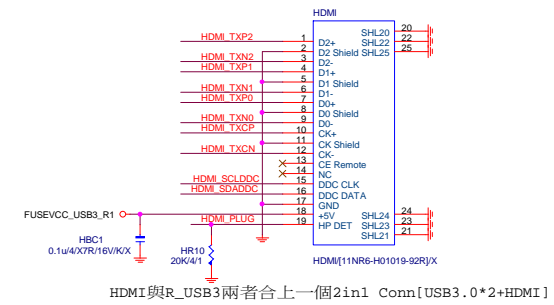 HDMI
HDMI_TXP2 1 D2+ SHL20 20
2 D2 Shield SHL22 22
HDMI_TXN2 3 D2- SHL25 25
HDMI_TXP1 4 D1+
5 D1 Shield
HDMI_TXN1 6 D1-
HDMI_TXP0 7 D0+
8 D0 Shield
HDMI_TXN0 9 D0-
HDMI_TXCP 10 CK+
11 CK Shield
HDMI_TXCN 12 CK-
13 CE Remote
14 NC
HDMI_SCLDDC 15 DDC CLK
HDMI_SDADDC 16 DDC DATA
17 GND
FUSEVCC_USB3_R1 18 +5V SHL24 24
HDMI_PLUG 19 HP DET SHL23 23
SHL21 21
HBC1
0.1u/4/X7R/16V/K/X
HR10
20K/4/1
HDMI/[11NR6-H01019-92R]/X
HDMI與R_USB3兩者合上一個2in1 Conn[USB3.0*2+HDMI]